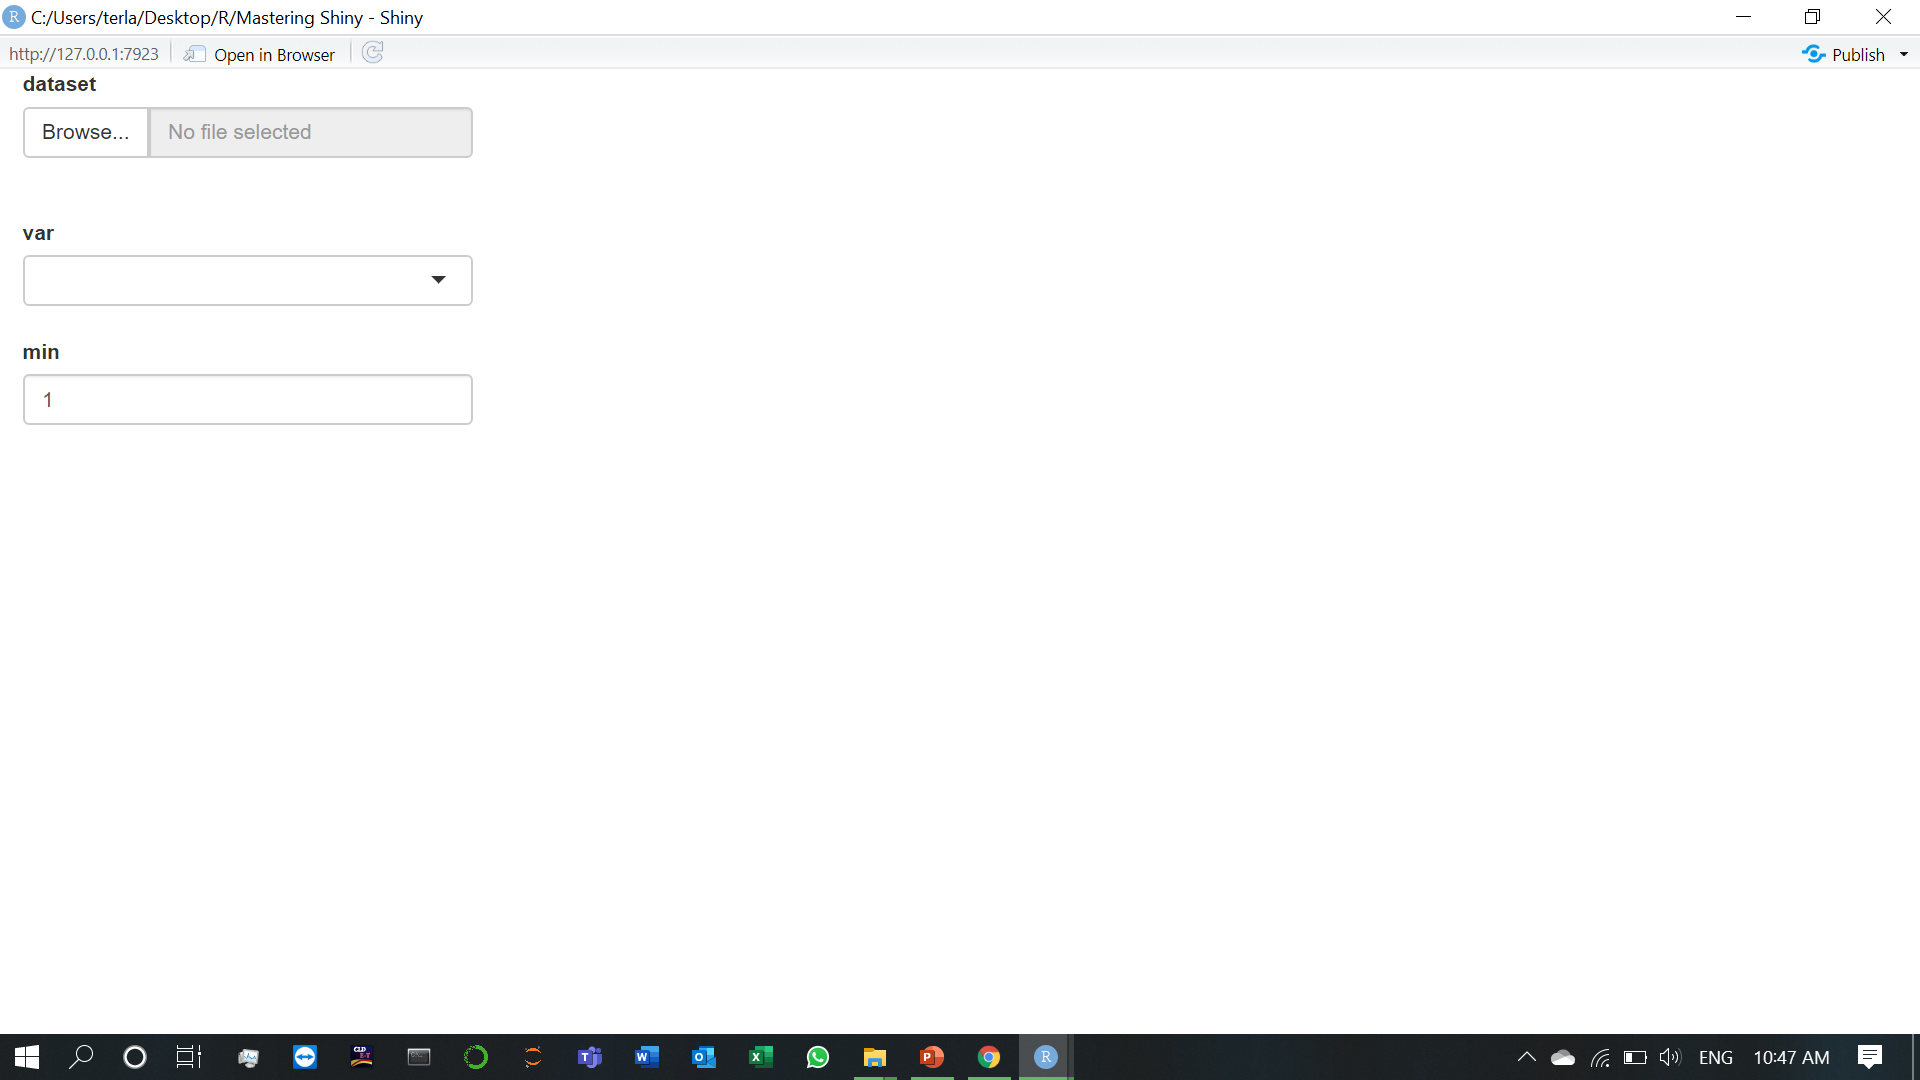 R C:/Users/terla/Desktop/R/Mastering Shiny - Shiny
http://127.0.0.1:7923 Open in Browser Publish
dataset
Browse... No file selected
var
min
1
CLD E-T T W O X P R ENG 10:47 AM